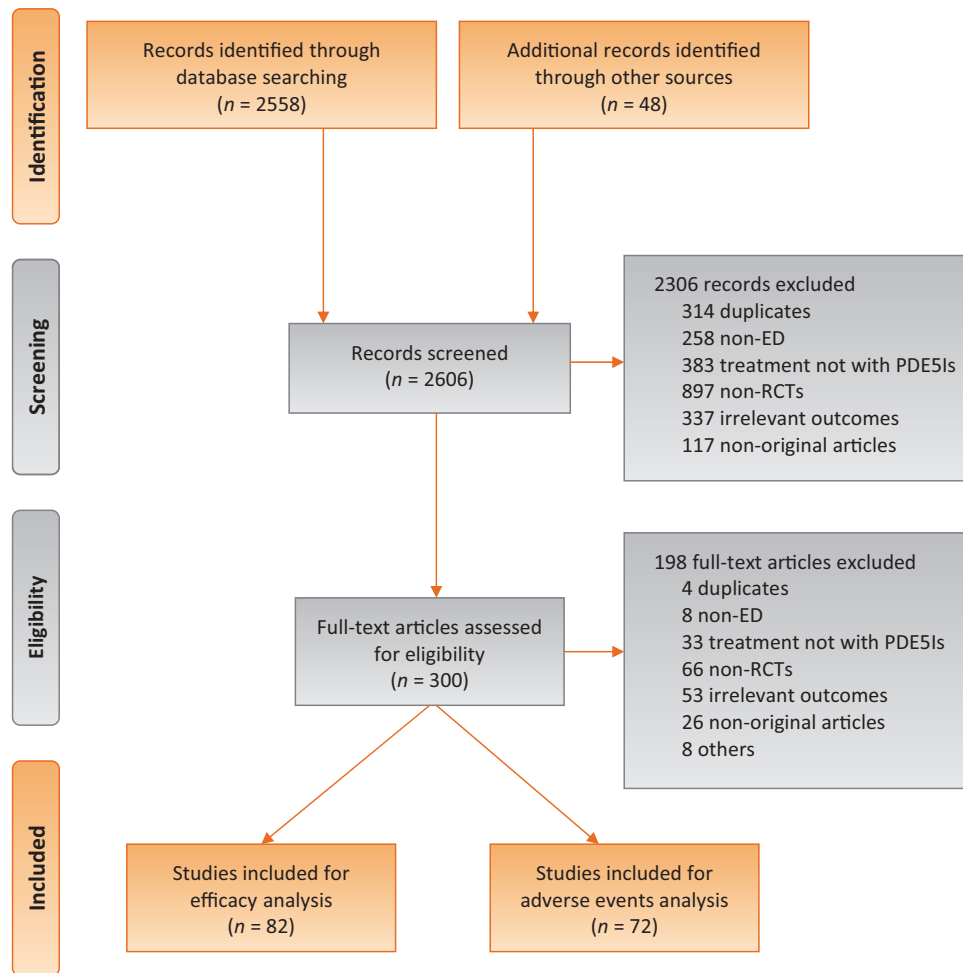 Identification
Records identified through
database searching
(n = 2558)
Additional records identified
through other sources
(n = 48)
Screening
Records screened
(n = 2606)
2306 records excluded
314 duplicates
258 non-ED
383 treatment not with PDE5Is
897 non-RCTs
337 irrelevant outcomes
117 non-original articles
Eligibility
Full-text articles assessed
for eligibility
(n = 300)
198 full-text articles excluded
4 duplicates
8 non-ED
33 treatment not with PDE5Is
66 non-RCTs
53 irrelevant outcomes
26 non-original articles
8 others
Included
Studies included for
efficacy analysis
(n = 82)
Studies included for
adverse events analysis
(n = 72)